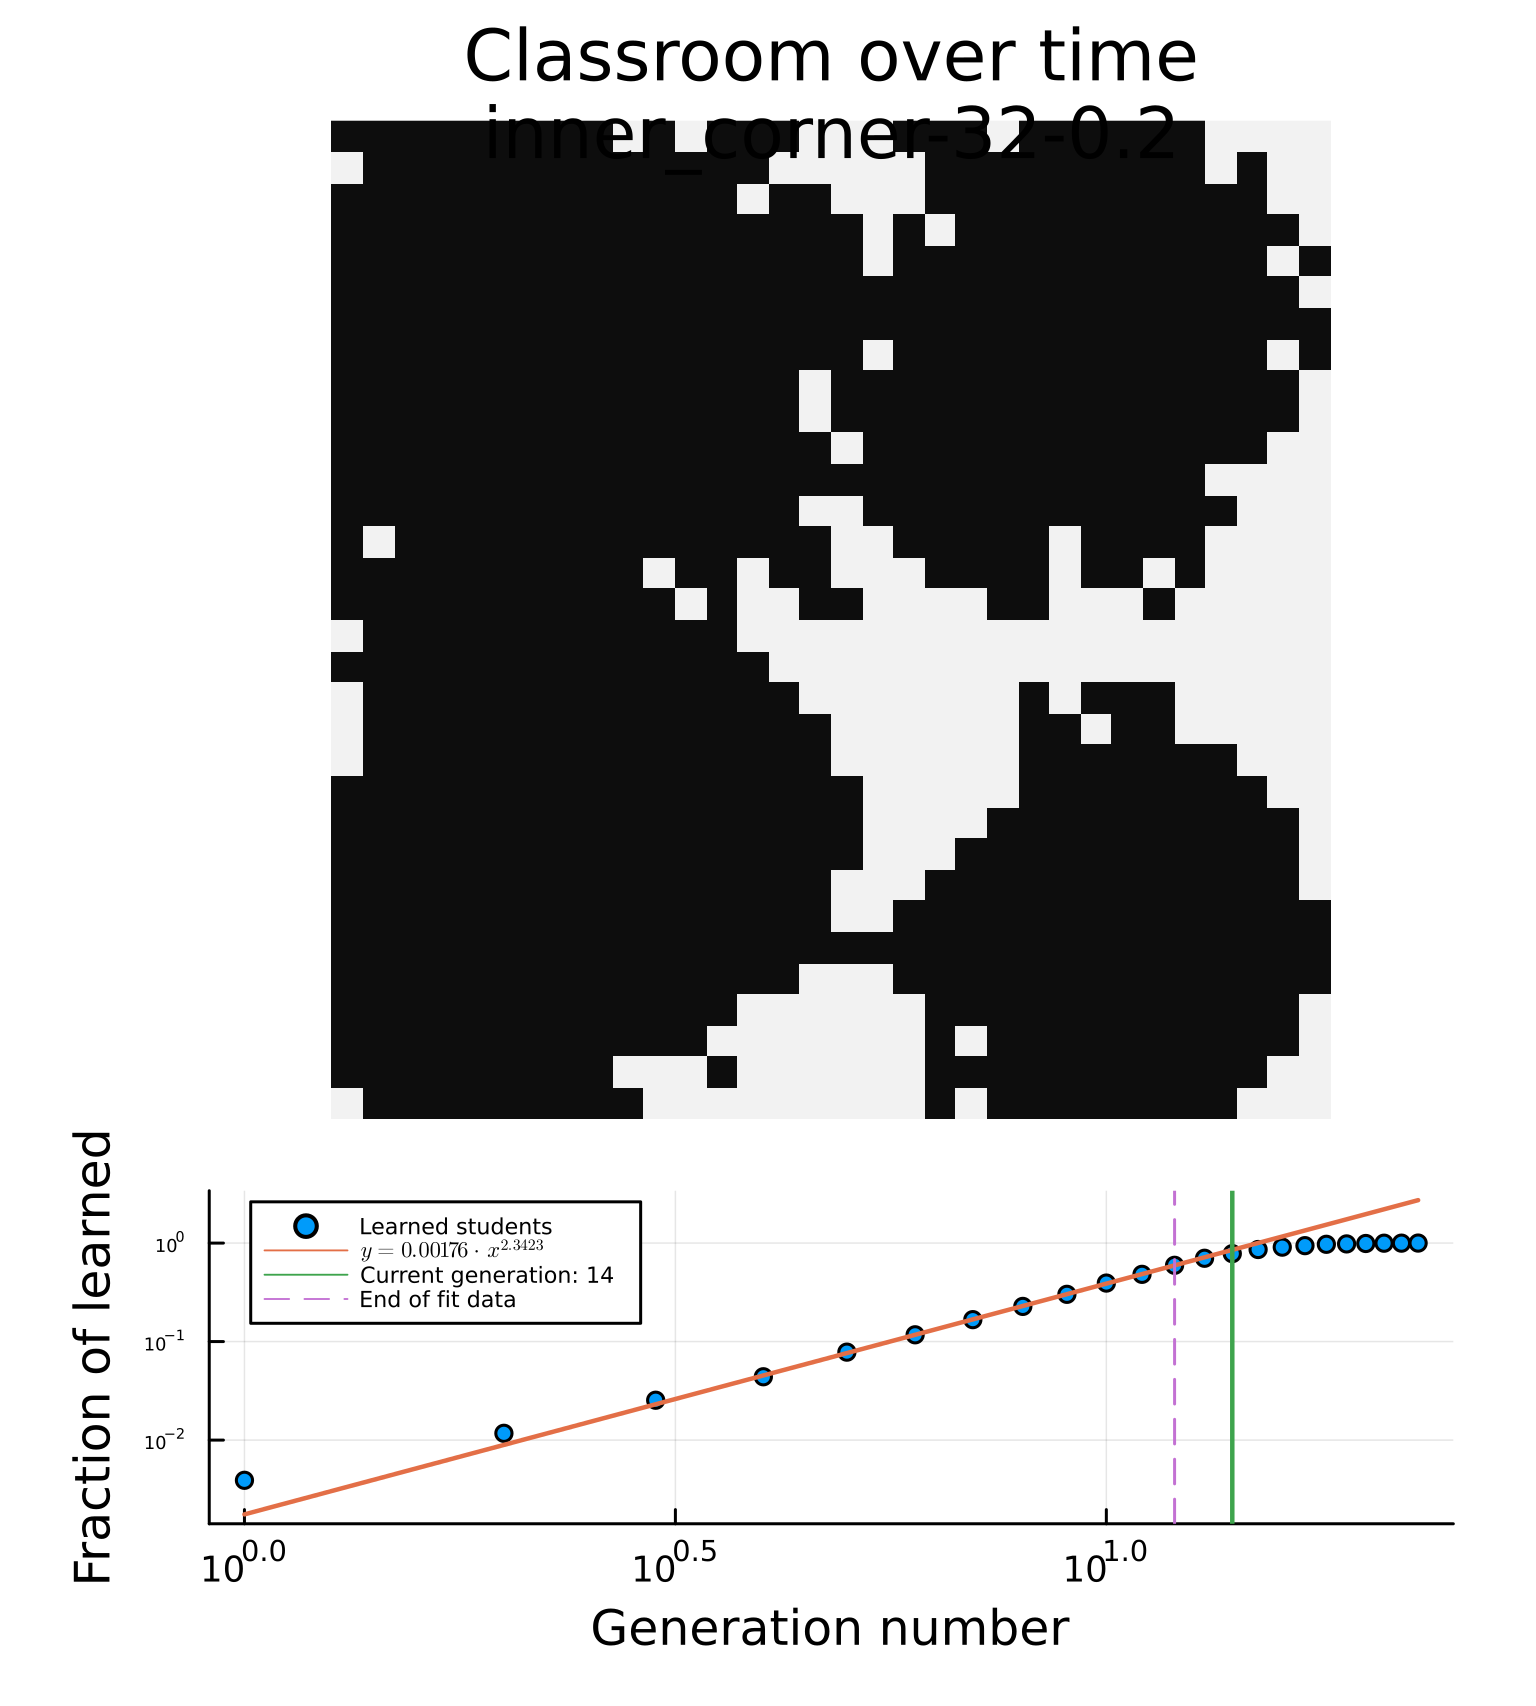 Classroom over time
inner_corner-32-0.2
Fraction of learned
10^0
10^−1
10^−2
Learned students
y = 0.00176 · x^2.3423
Current generation: 14
End of fit data
10^0.0
10^0.5
10^1.0
Generation number